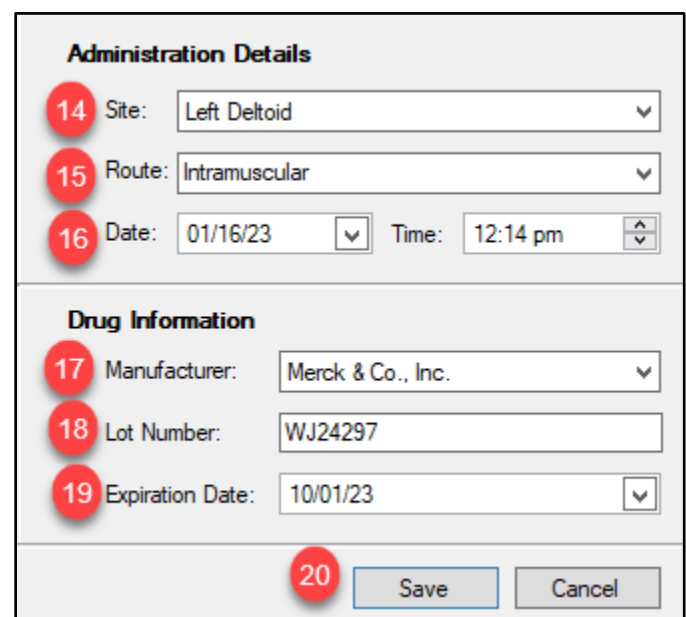 Administration Details
14 Site: Left Deltoid
15 Route: Intramuscular
16 Date: 01/16/23 Time: 12:14 pm
Drug Information
17 Manufacturer: Merck & Co., Inc.
18 Lot Number: WJ24297
19 Expiration Date: 10/01/23
20 Save Cancel